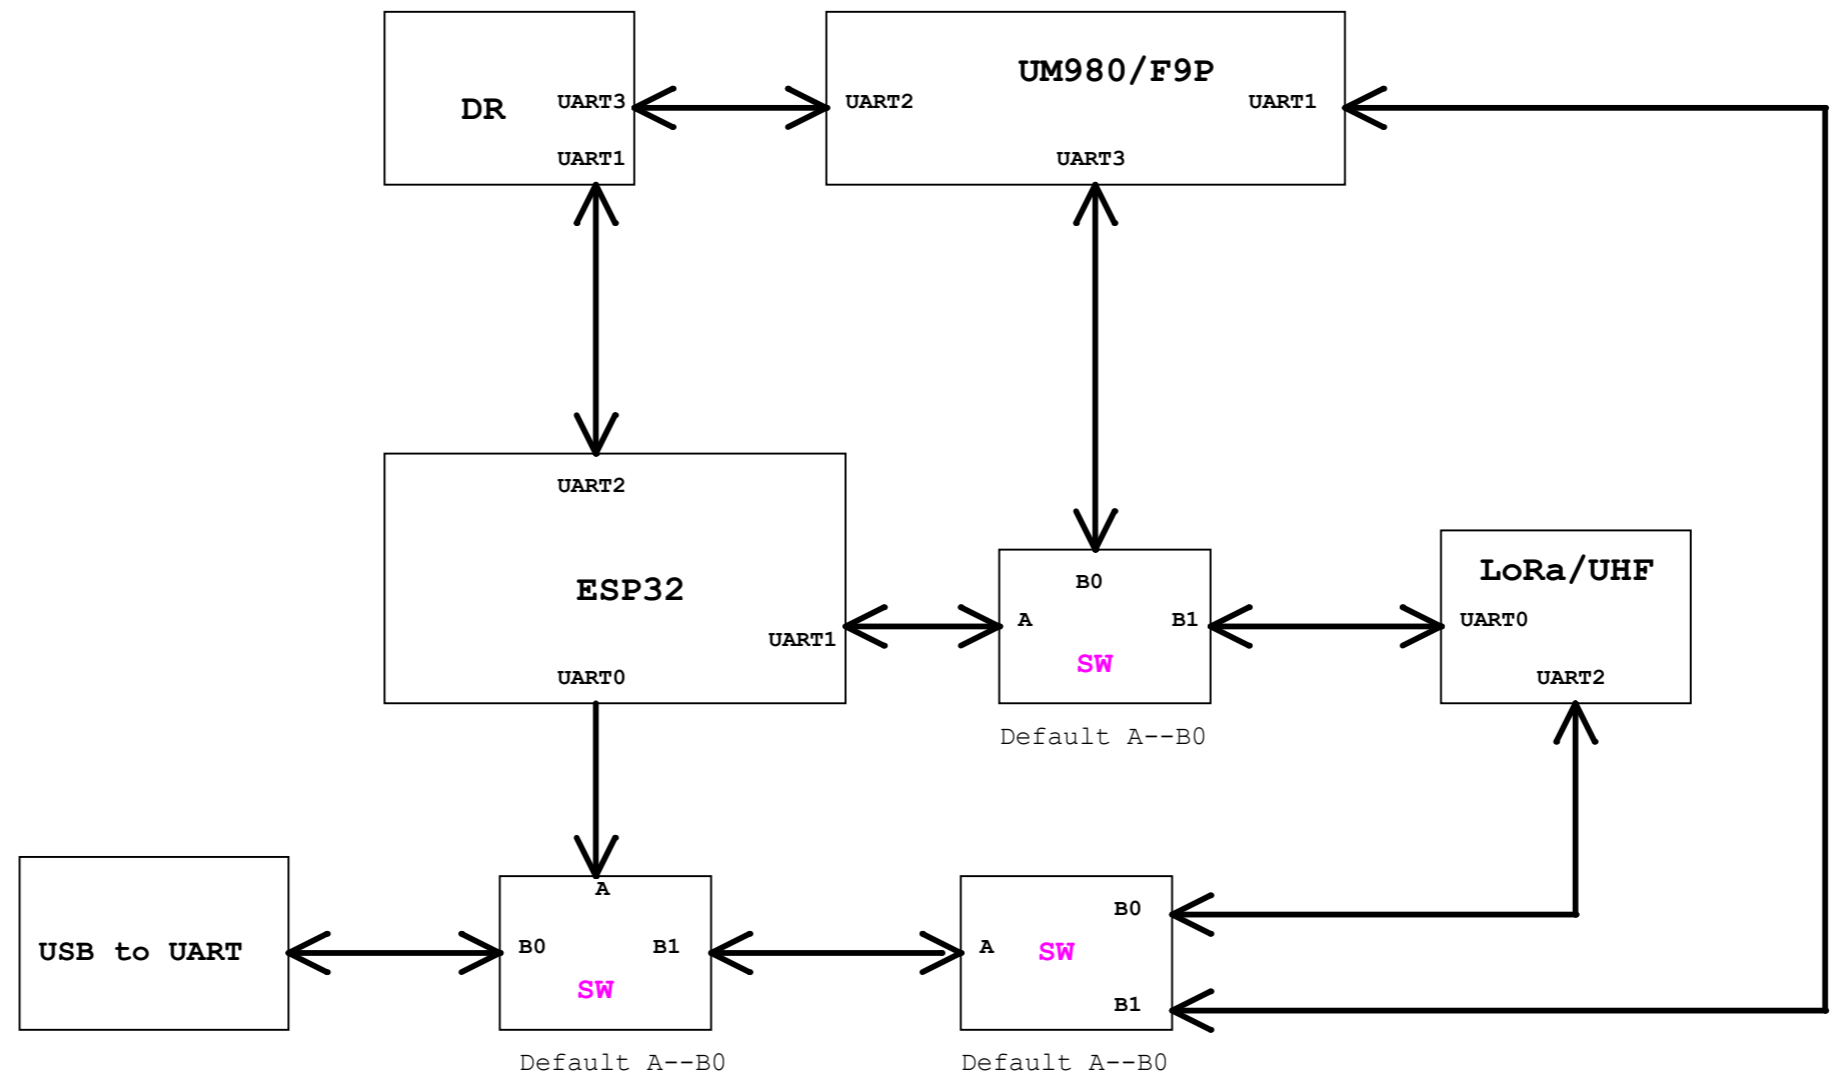 UM980/F9P
DR
UART3
UART2
UART1
UART1
UART3
UART2
ESP32
UART1
UART0
B0
A
B1
SW
Default A--B0
LoRa/UHF
UART0
UART2
USB to UART
A
B0
B1
SW
Default A--B0
B0
A
SW
B1
Default A--B0